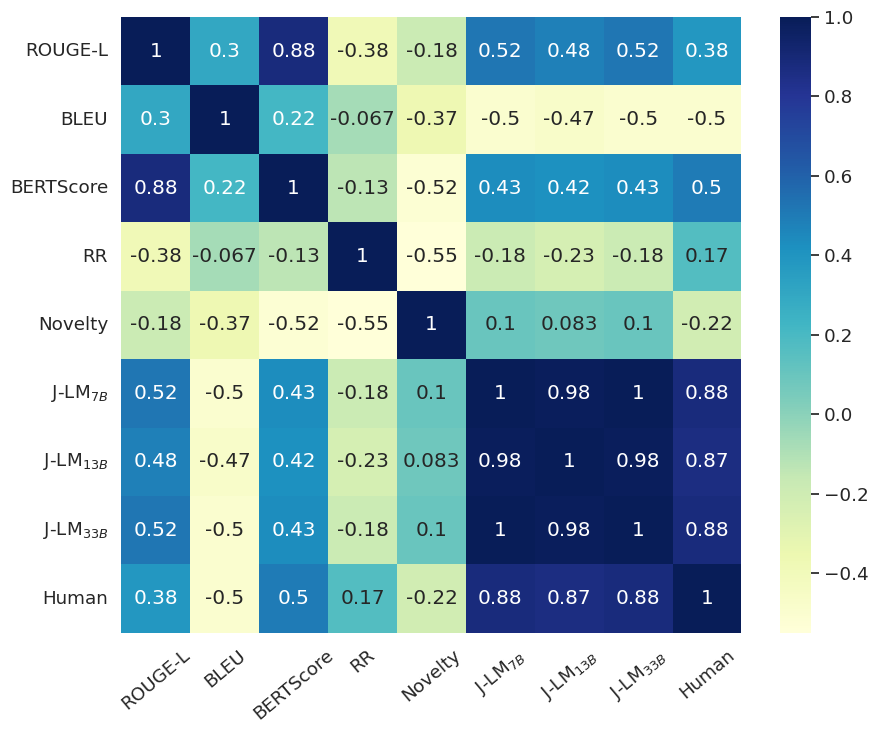 ROUGE-L 1 0.3 0.88 -0.38 -0.18 0.52 0.48 0.52 0.38
BLEU 0.3 1 0.22 -0.067 -0.37 -0.5 -0.47 -0.5 -0.5
BERTScore 0.88 0.22 1 -0.13 -0.52 0.43 0.42 0.43 0.5
RR -0.38 -0.067 -0.13 1 -0.55 -0.18 -0.23 -0.18 0.17
Novelty -0.18 -0.37 -0.52 -0.55 1 0.1 0.083 0.1 -0.22
J-LM7B 0.52 -0.5 0.43 -0.18 0.1 1 0.98 1 0.88
J-LM13B 0.48 -0.47 0.42 -0.23 0.083 0.98 1 0.98 0.87
J-LM33B 0.52 -0.5 0.43 -0.18 0.1 1 0.98 1 0.88
Human 0.38 -0.5 0.5 0.17 -0.22 0.88 0.87 0.88 1
ROUGE-L BLEU BERTScore RR Novelty J-LM7B J-LM13B J-LM33B Human
1.0
0.8
0.6
0.4
0.2
0.0
−0.2
−0.4